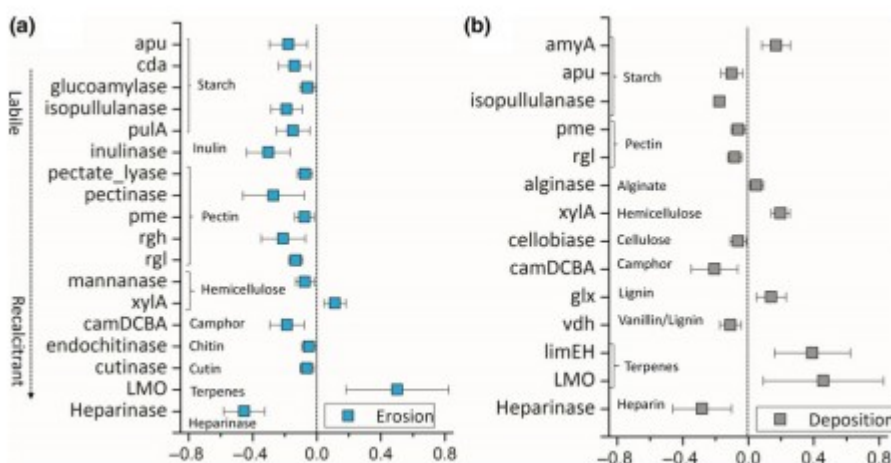 (a)
apu
cda
glucoamylase
Starch
isopullulanase
pulA
inulinase Inulin
pectate_lyase
pectinase
pme Pectin
rgh
rgl
mannanase
Hemicellulose
xylA
camDCBA Camphor
endochitinase Chitin
cutinase Cutin
LMO Terpenes
Heparinase
Heparinase
Labile
Recalcitrant
Erosion
−0.8 −0.4 0.0 0.4 0.8
(b)
amyA
apu Starch
isopullulanase
pme
Pectin
rgl
alginase Alginate
xylA Hemicellulose
cellobiase Cellulose
camDCBA Camphor
glx Lignin
vdh Vanillin/Lignin
limEH
Terpenes
LMO
Heparinase Heparin
Deposition
−0.8 −0.4 0.0 0.4 0.8